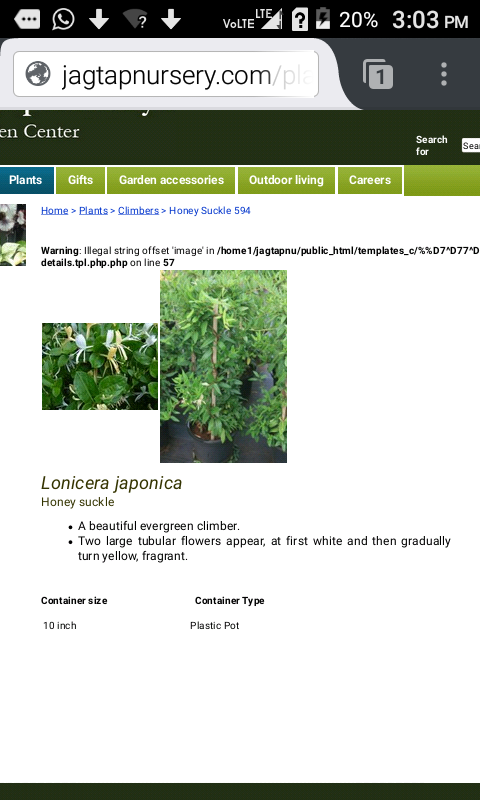 VoLTE LTE 20% 3:03 PM
jagtapnursery.com/pla
1
en Center
Search
for
Sea
Plants Gifts Garden accessories Outdoor living Careers
Home > Plants > Climbers > Honey Suckle 594
Warning: Illegal string offset 'image' in /home1/jagtapnu/public_html/templates_c/%%D7^D77^D
details.tpl.php.php on line 57
Lonicera japonica
Honey suckle
• A beautiful evergreen climber.
• Two large tubular flowers appear, at first white and then gradually
turn yellow, fragrant.
Container size Container Type
10 inch Plastic Pot